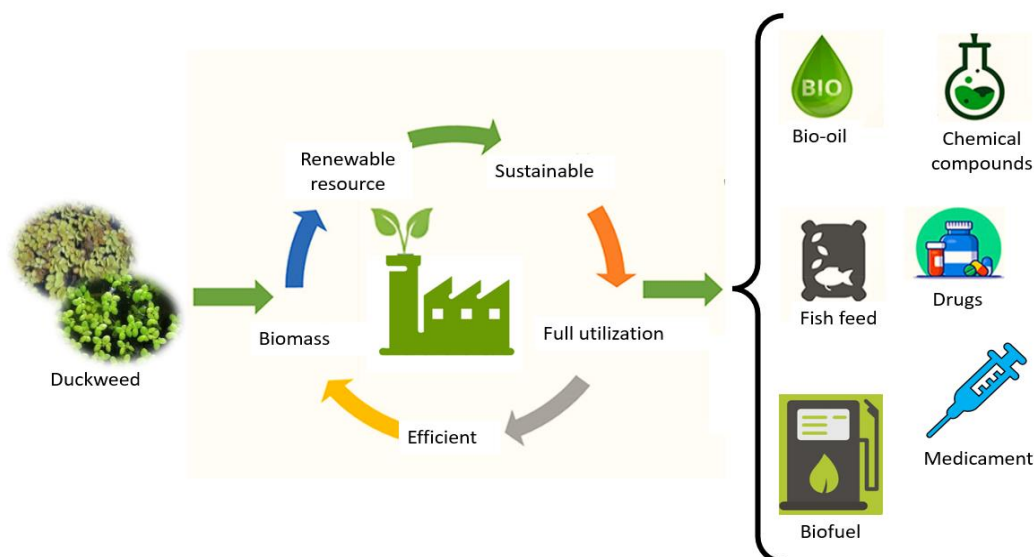 Duckweed
Biomass
Renewable
resource
Sustainable
Full utilization
Efficient
BIO
Bio-oil
Chemical
compounds
Fish feed
Drugs
Biofuel
Medicament